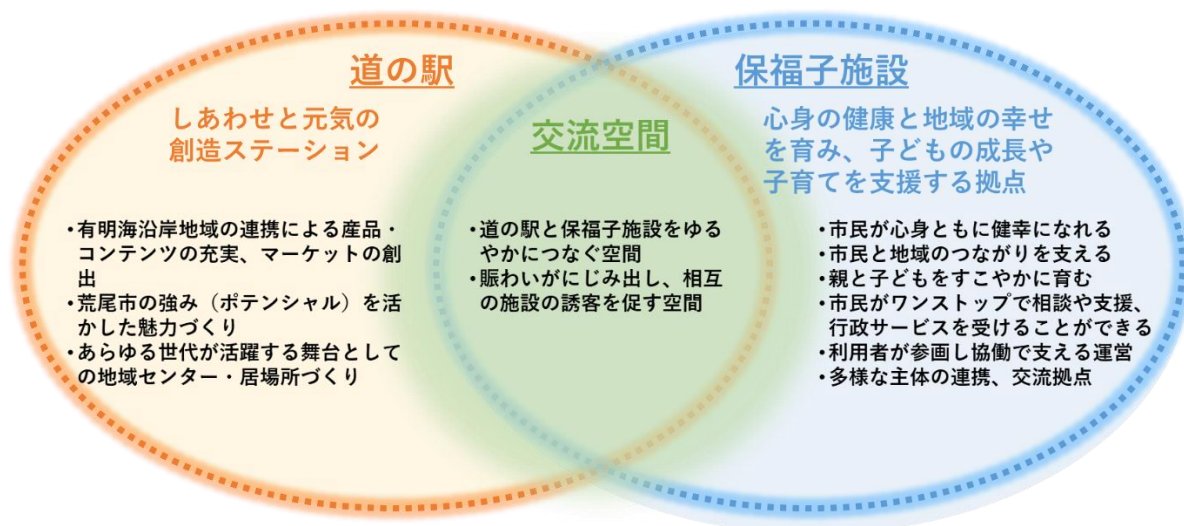 道の駅
しあわせと元気の
創造ステーション
・有明海沿岸地域の連携による産品・
コンテンツの充実、マーケットの創
出
・荒尾市の強み（ポテンシャル）を活
かした魅力づくり
・あらゆる世代が活躍する舞台として
の地域センター・居場所づくり
交流空間
・道の駅と保福子施設をゆる
やかにつなぐ空間
・賑わいがにじみ出し、相互
の施設の誘客を促す空間
保福子施設
心身の健康と地域の幸せ
を育み、子どもの成長や
子育てを支援する拠点
・市民が心身ともに健幸になれる
・市民と地域のつながりを支える
・親と子どもをすこやかに育む
・市民がワンストップで相談や支援、
行政サービスを受けることができる
・利用者が参画し協働で支える運営
・多様な主体の連携、交流拠点